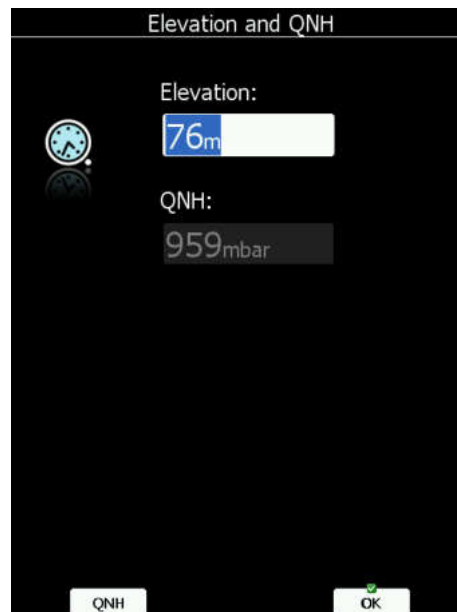 Elevation and QNH
Elevation:
76m
QNH:
959mbar
QNH OK